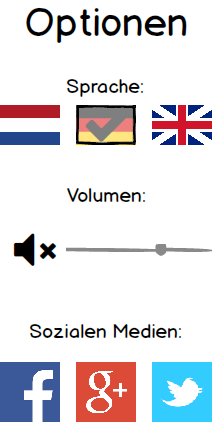 Optionen
Sprache:
Volumen:
Sozialen Medien:
f
g+